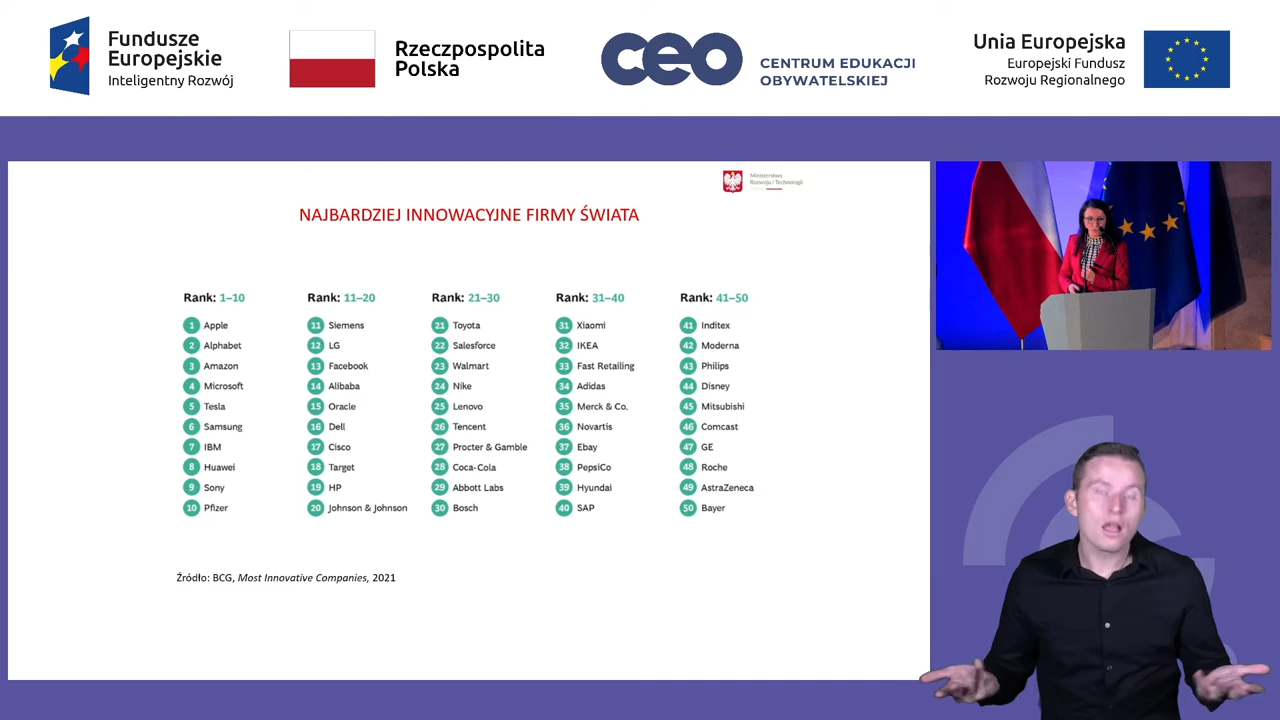 Fundusze
Europejskie
Inteligentny Rozwój
Rzeczpospolita
Polska
ceo
CENTRUM EDUKACJI
OBYWATELSKIEJ
Unia Europejska
Europejski Fundusz
Rozwoju Regionalnego
Ministerstwo
Rozwoju i Technologii
NAJBARDZIEJ INNOWACYJNE FIRMY ŚWIATA
Rank: 1–10
1 Apple
2 Alphabet
3 Amazon
4 Microsoft
5 Tesla
6 Samsung
7 IBM
8 Huawei
9 Sony
10 Pfizer
Rank: 11–20
11 Siemens
12 LG
13 Facebook
14 Alibaba
15 Oracle
16 Dell
17 Cisco
18 Target
19 HP
20 Johnson & Johnson
Rank: 21–30
21 Toyota
22 Salesforce
23 Walmart
24 Nike
25 Lenovo
26 Tencent
27 Procter & Gamble
28 Coca-Cola
29 Abbott Labs
30 Bosch
Rank: 31–40
31 Xiaomi
32 IKEA
33 Fast Retailing
34 Adidas
35 Merck & Co.
36 Novartis
37 Ebay
38 PepsiCo
39 Hyundai
40 SAP
Rank: 41–50
41 Inditex
42 Moderna
43 Philips
44 Disney
45 Mitsubishi
46 Comcast
47 GE
48 Roche
49 AstraZeneca
50 Bayer
Źródło: BCG, Most Innovative Companies, 2021